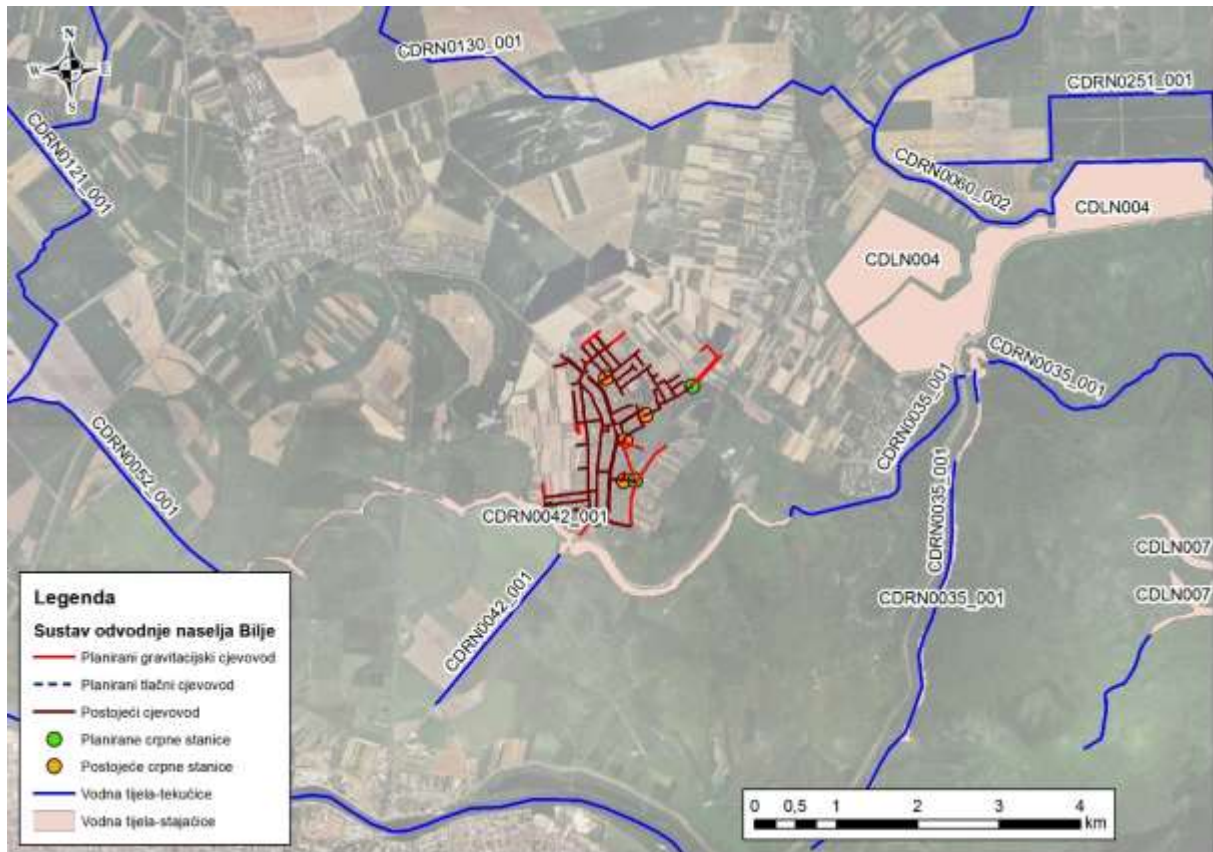 N
W E
S
CDRN0130_001
CDRN0251_001
CDRN0121_001
CDRN0060_002
CDLN004
CDLN004
CDRN0035_001
CDRN0035_001
CDRN0052_001
CDRN0035_001
CDRN0042_001
CDLN007
CDLN007
CDRN0035_001
CDRN0042_001
Legenda
Sustav odvodnje naselja Bilje
Planirani gravitacijski cjevovod
Planirani tlačni cjevovod
Postojeći cjevovod
Planirane crpne stanice
Postojeće crpne stanice
Vodna tijela-tekućice
Vodna tijela-stajaćice
0 0,5 1 2 3 4
km